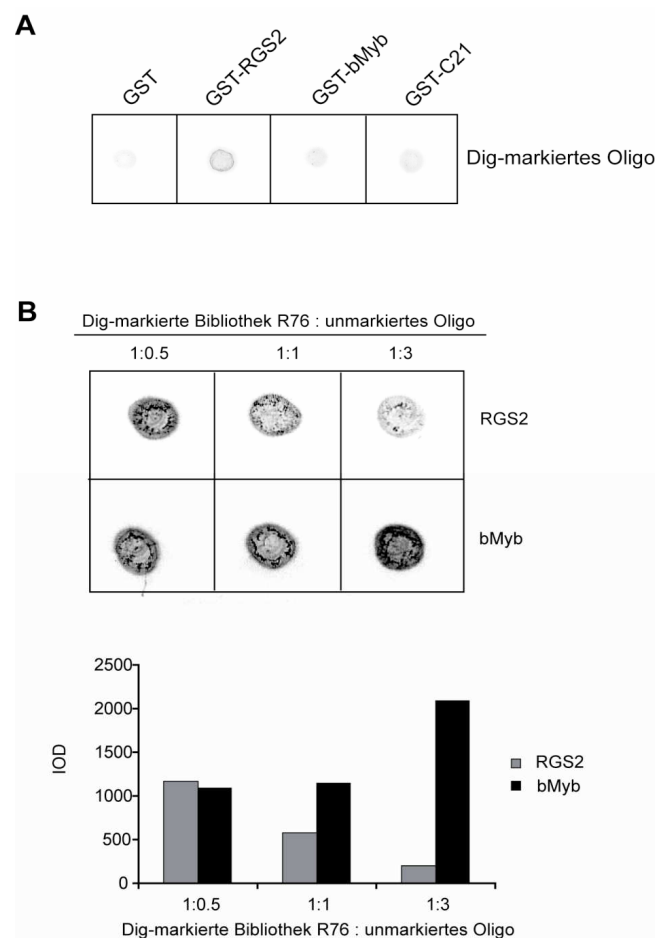 A
GST GST-RGS2 GST-bMyb GST-C21
Dig-markiertes Oligo
B
Dig-markierte Bibliothek R76 : unmarkiertes Oligo
1:0.5 1:1 1:3
RGS2
bMyb
2500
2000
1500
1000
500
0
IOD
RGS2
bMyb
1:0.5 1:1 1:3
Dig-markierte Bibliothek R76 : unmarkiertes Oligo